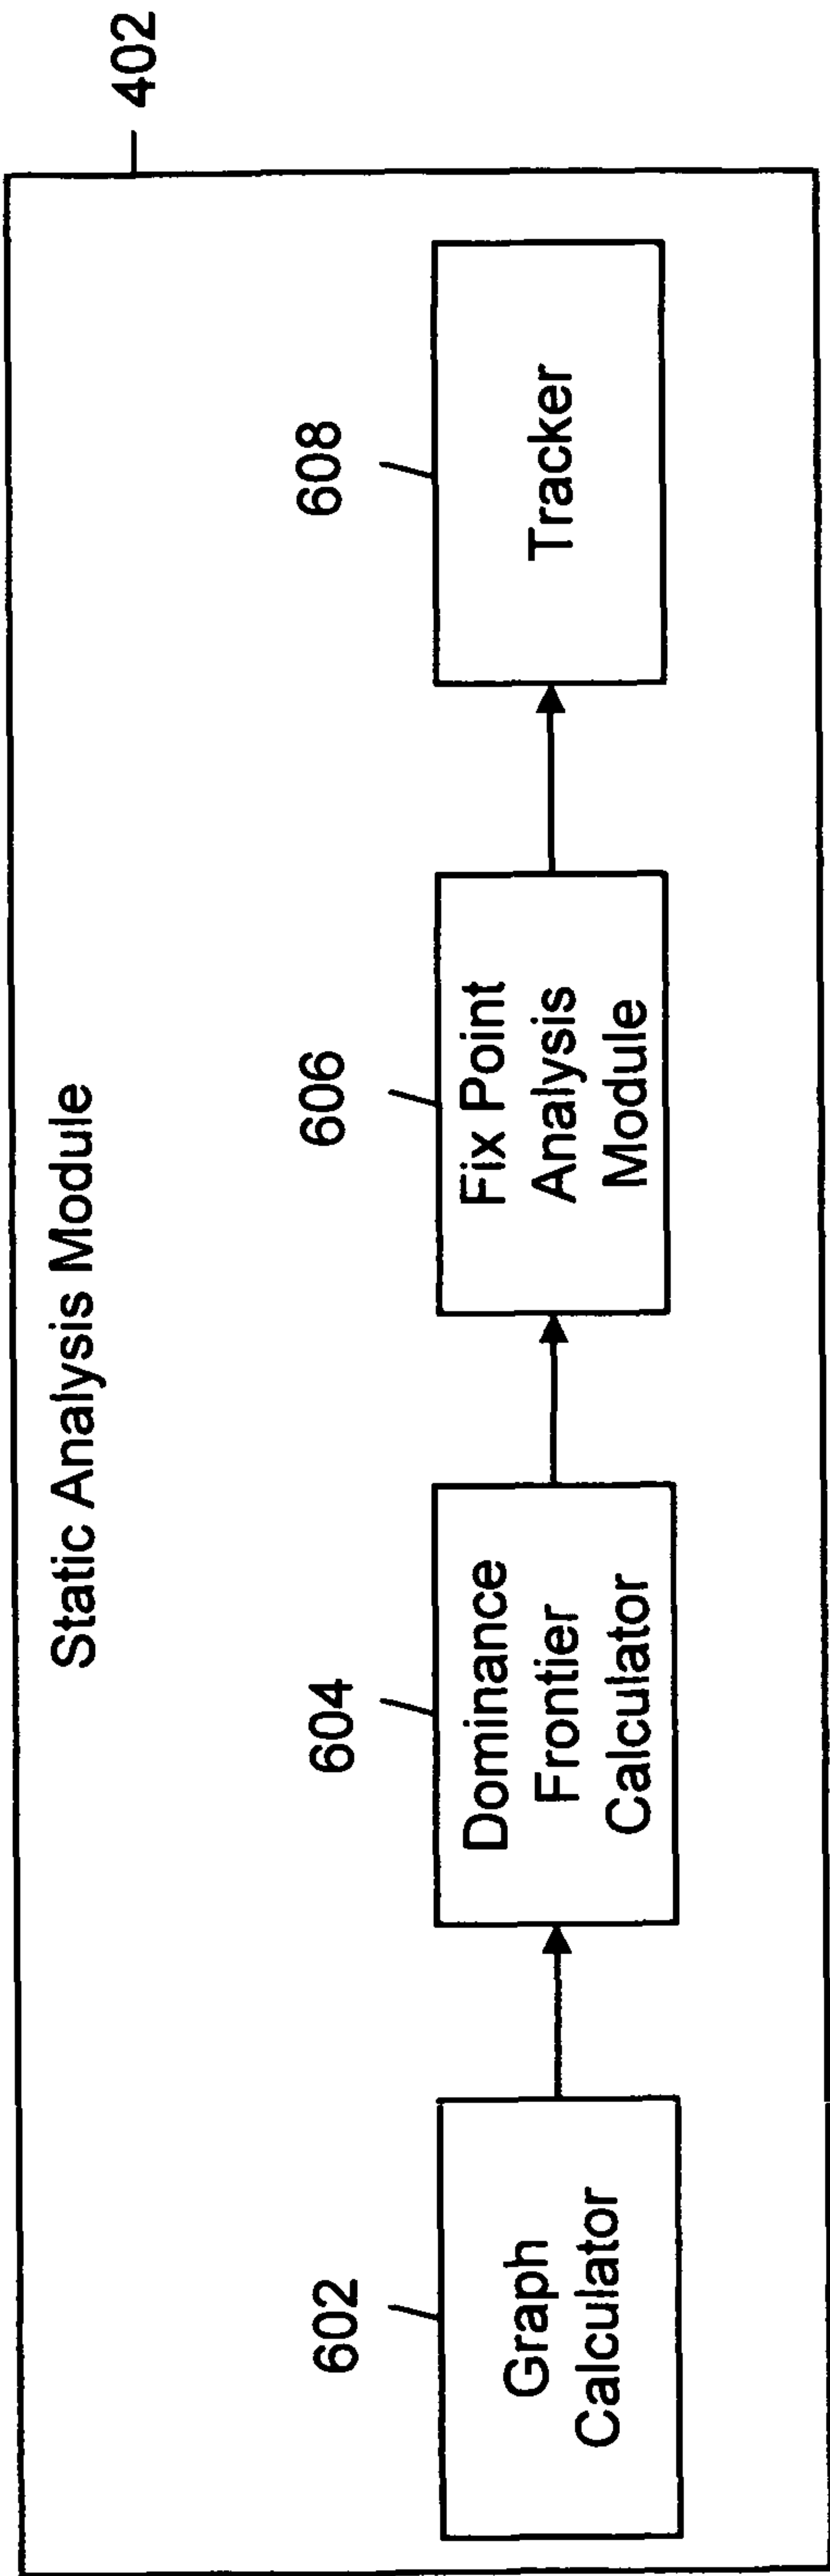 Static Analysis Module
402
602
Graph
Calculator
604
Dominance
Frontier
Calculator
606
Fix Point
Analysis
Module
608
Tracker